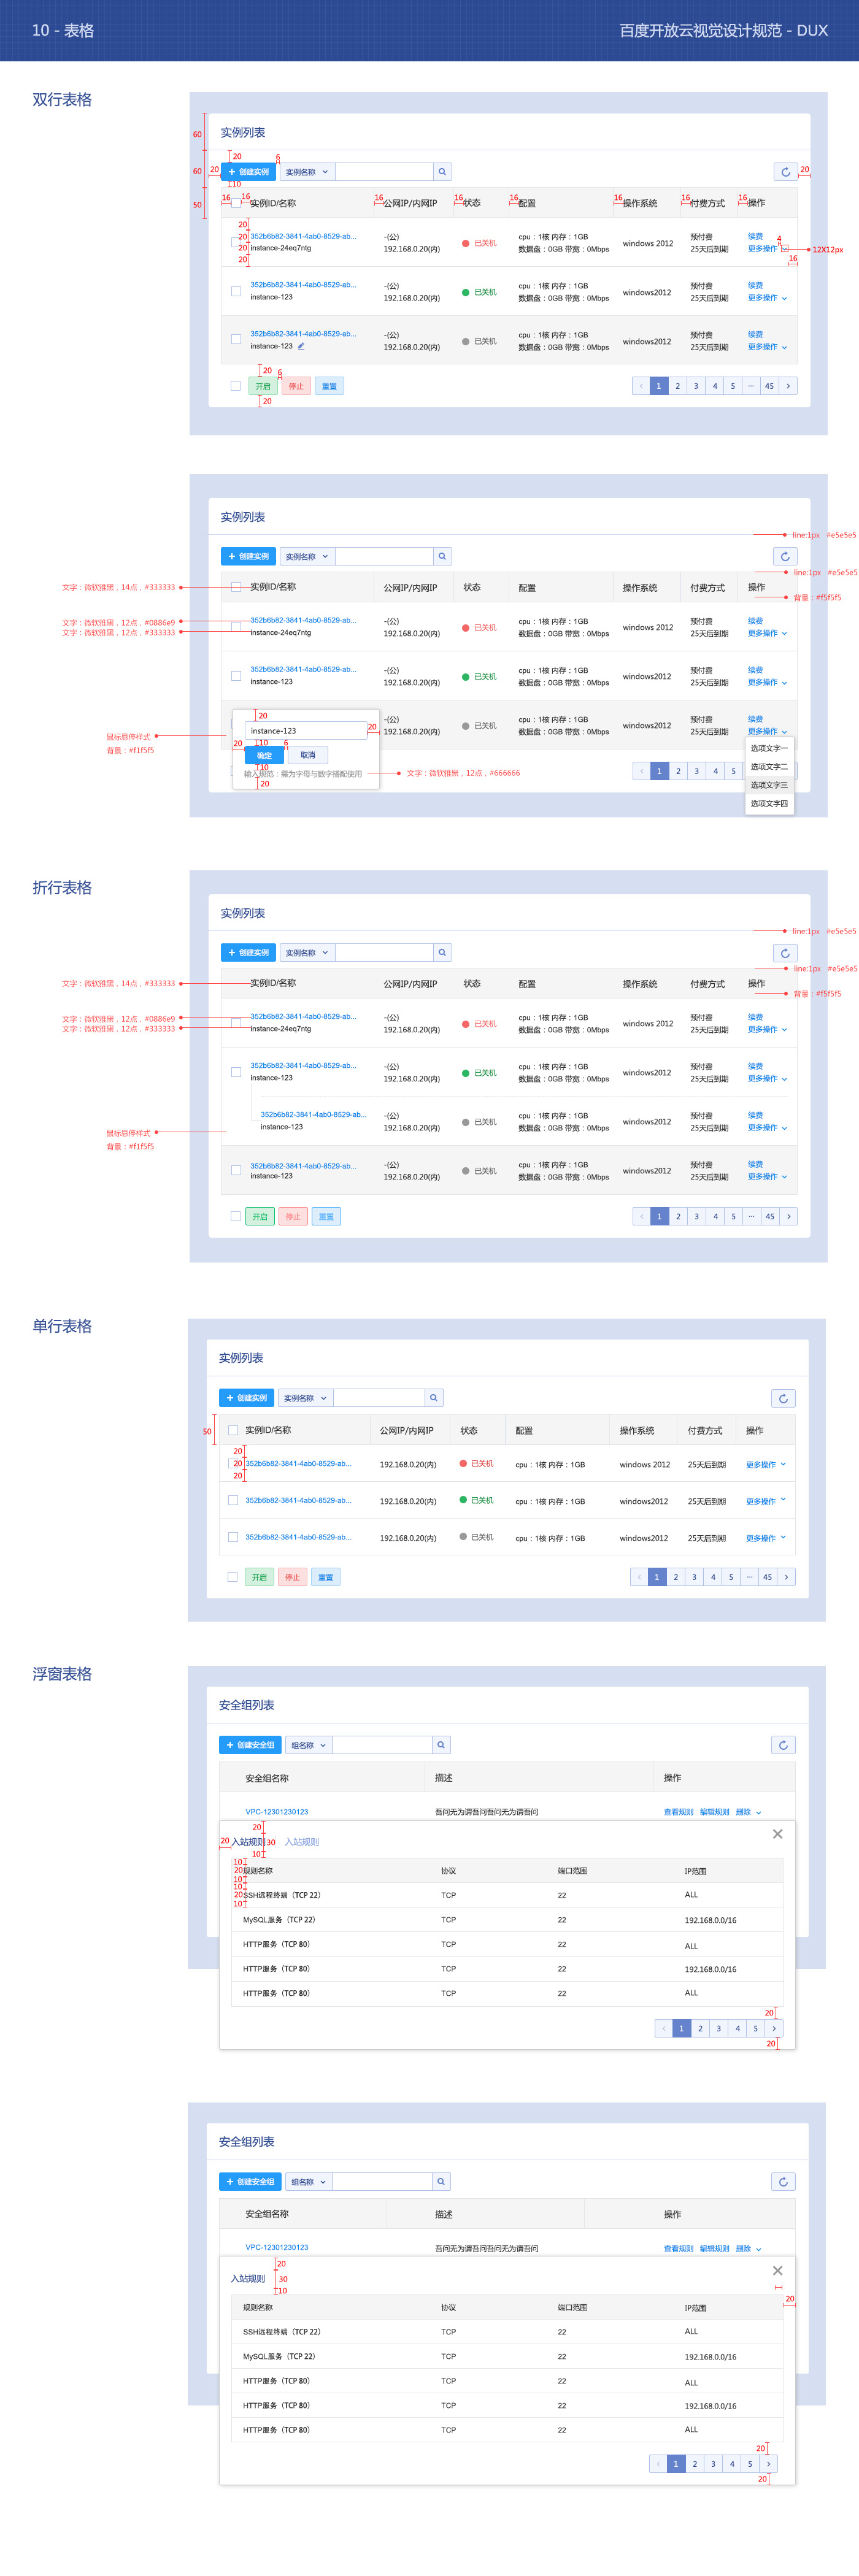 10 - 表格
百度开放云视觉设计规范 - DUX
双行表格
实例列表
60
60 20 6
20 + 创建实例 实例名称 20
10
50
16 16 实例ID/名称 16 公网IP/内网IP 16 状态 16 配置 16 操作系统 16 付费方式 16 操作
20
20 352b6b82-3841-4ab0-8529-ab... -(公) 已关机 cpu：1核 内存：1GB windows 2012 预付费 续费 4
20 instance-24eq7ntg 192.168.0.20(内) 数据盘：0GB 带宽：0Mbps 25天后到期 更多操作 12X12px
20 16
352b6b82-3841-4ab0-8529-ab... -(公) 已关机 cpu：1核 内存：1GB windows2012 预付费 续费
instance-123 192.168.0.20(内) 数据盘：0GB 带宽：0Mbps 25天后到期 更多操作
352b6b82-3841-4ab0-8529-ab... -(公) 已关机 cpu：1核 内存：1GB windows2012 预付费 续费
instance-123 192.168.0.20(内) 数据盘：0GB 带宽：0Mbps 25天后到期 更多操作
20 6
开启 停止 重置 < 1 2 3 4 5 ··· 45 >
20
实例列表
line:1px #e5e5e5
+ 创建实例 实例名称
line:1px #e5e5e5
文字：微软雅黑，14点，#333333 实例ID/名称 公网IP/内网IP 状态 配置 操作系统 付费方式 操作
背景：#f5f5f5
文字：微软雅黑，12点，#0886e9 352b6b82-3841-4ab0-8529-ab... -(公) 已关机 cpu：1核 内存：1GB windows 2012 预付费 续费
文字：微软雅黑，12点，#333333 instance-24eq7ntg 192.168.0.20(内) 数据盘：0GB 带宽：0Mbps 25天后到期 更多操作
352b6b82-3841-4ab0-8529-ab... -(公) 已关机 cpu：1核 内存：1GB windows2012 预付费 续费
instance-123 192.168.0.20(内) 数据盘：0GB 带宽：0Mbps 25天后到期 更多操作
20 -(公) 已关机 cpu：1核 内存：1GB windows2012 预付费 续费
instance-123 20 192.168.0.20(内) 数据盘：0GB 带宽：0Mbps 25天后到期 更多操作
鼠标悬停样式
背景：#f1f5f5
20 10 6
确定 取消
10
输入规范：需为字母与数字搭配使用 文字：微软雅黑，12点，#666666
20
< 1 2 3 4 5
选项文字一
选项文字二
选项文字三
选项文字四
折行表格
实例列表
line:1px #e5e5e5
+ 创建实例 实例名称
line:1px #e5e5e5
文字：微软雅黑，14点，#333333 实例ID/名称 公网IP/内网IP 状态 配置 操作系统 付费方式 操作
背景：#f5f5f5
文字：微软雅黑，12点，#0886e9 352b6b82-3841-4ab0-8529-ab... -(公) 已关机 cpu：1核 内存：1GB windows 2012 预付费 续费
文字：微软雅黑，12点，#333333 instance-24eq7ntg 192.168.0.20(内) 数据盘：0GB 带宽：0Mbps 25天后到期 更多操作
352b6b82-3841-4ab0-8529-ab... -(公) 已关机 cpu：1核 内存：1GB windows2012 预付费 续费
instance-123 192.168.0.20(内) 数据盘：0GB 带宽：0Mbps 25天后到期 更多操作
352b6b82-3841-4ab0-8529-ab... -(公) 已关机 cpu：1核 内存：1GB windows2012 预付费 续费
instance-123 192.168.0.20(内) 数据盘：0GB 带宽：0Mbps 25天后到期 更多操作
鼠标悬停样式
背景：#f1f5f5
352b6b82-3841-4ab0-8529-ab... -(公) 已关机 cpu：1核 内存：1GB windows2012 预付费 续费
instance-123 192.168.0.20(内) 数据盘：0GB 带宽：0Mbps 25天后到期 更多操作
开启 停止 重置 < 1 2 3 4 5 ··· 45 >
单行表格
实例列表
+ 创建实例 实例名称
50 实例ID/名称 公网IP/内网IP 状态 配置 操作系统 付费方式 操作
20
20 352b6b82-3841-4ab0-8529-ab... 192.168.0.20(内) 已关机 cpu：1核 内存：1GB windows 2012 25天后到期 更多操作
20
352b6b82-3841-4ab0-8529-ab... 192.168.0.20(内) 已关机 cpu：1核 内存：1GB windows2012 25天后到期 更多操作
352b6b82-3841-4ab0-8529-ab... 192.168.0.20(内) 已关机 cpu：1核 内存：1GB windows2012 25天后到期 更多操作
开启 停止 重置 < 1 2 3 4 5 ··· 45 >
浮窗表格
安全组列表
+ 创建安全组 组名称
安全组名称 描述 操作
VPC-12301230123 吾问无为谓吾问吾问无为谓吾问 查看规则 编辑规则 删除
20
20 入站规则 30 入站规则
10
10
20 规则名称 协议 端口范围 IP范围
10
10
20 SSH远程终端（TCP 22） TCP 22 ALL
10
MySQL服务（TCP 22） TCP 22 192.168.0.0/16
HTTP服务（TCP 80） TCP 22 ALL
HTTP服务（TCP 80） TCP 22 192.168.0.0/16
HTTP服务（TCP 80） TCP 22 ALL
20
< 1 2 3 4 5 >
20
安全组列表
+ 创建安全组 组名称
安全组名称 描述 操作
VPC-12301230123 吾问无为谓吾问吾问无为谓吾问 查看规则 编辑规则 删除
20
入站规则 30
10
20
规则名称 协议 端口范围 IP范围
SSH远程终端（TCP 22） TCP 22 ALL
MySQL服务（TCP 22） TCP 22 192.168.0.0/16
HTTP服务（TCP 80） TCP 22 ALL
HTTP服务（TCP 80） TCP 22 192.168.0.0/16
HTTP服务（TCP 80） TCP 22 ALL
20
< 1 2 3 4 5 >
20